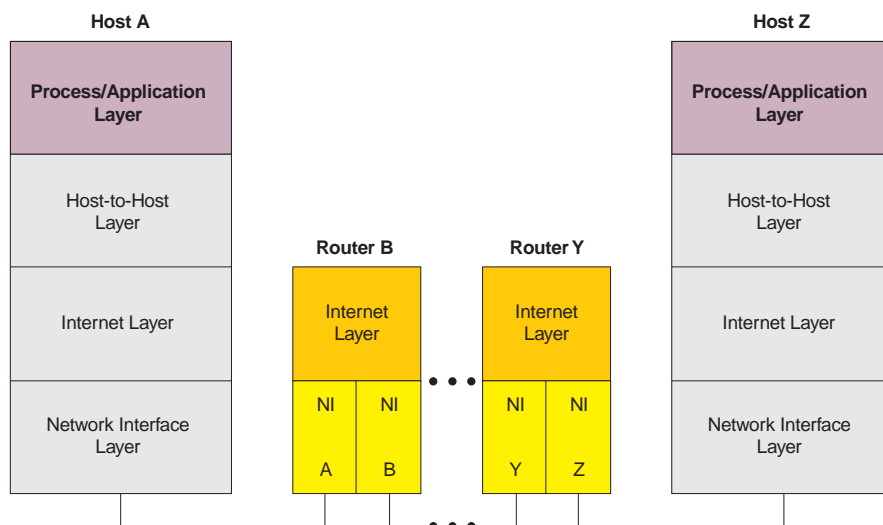 Host A
Process/Application
Layer
Host-to-Host
Layer
Internet Layer
Network Interface
Layer
Router B
Internet
Layer
NI
NI
A
B
Router Y
Internet
Layer
NI
NI
Y
Z
Host Z
Process/Application
Layer
Host-to-Host
Layer
Internet Layer
Network Interface
Layer